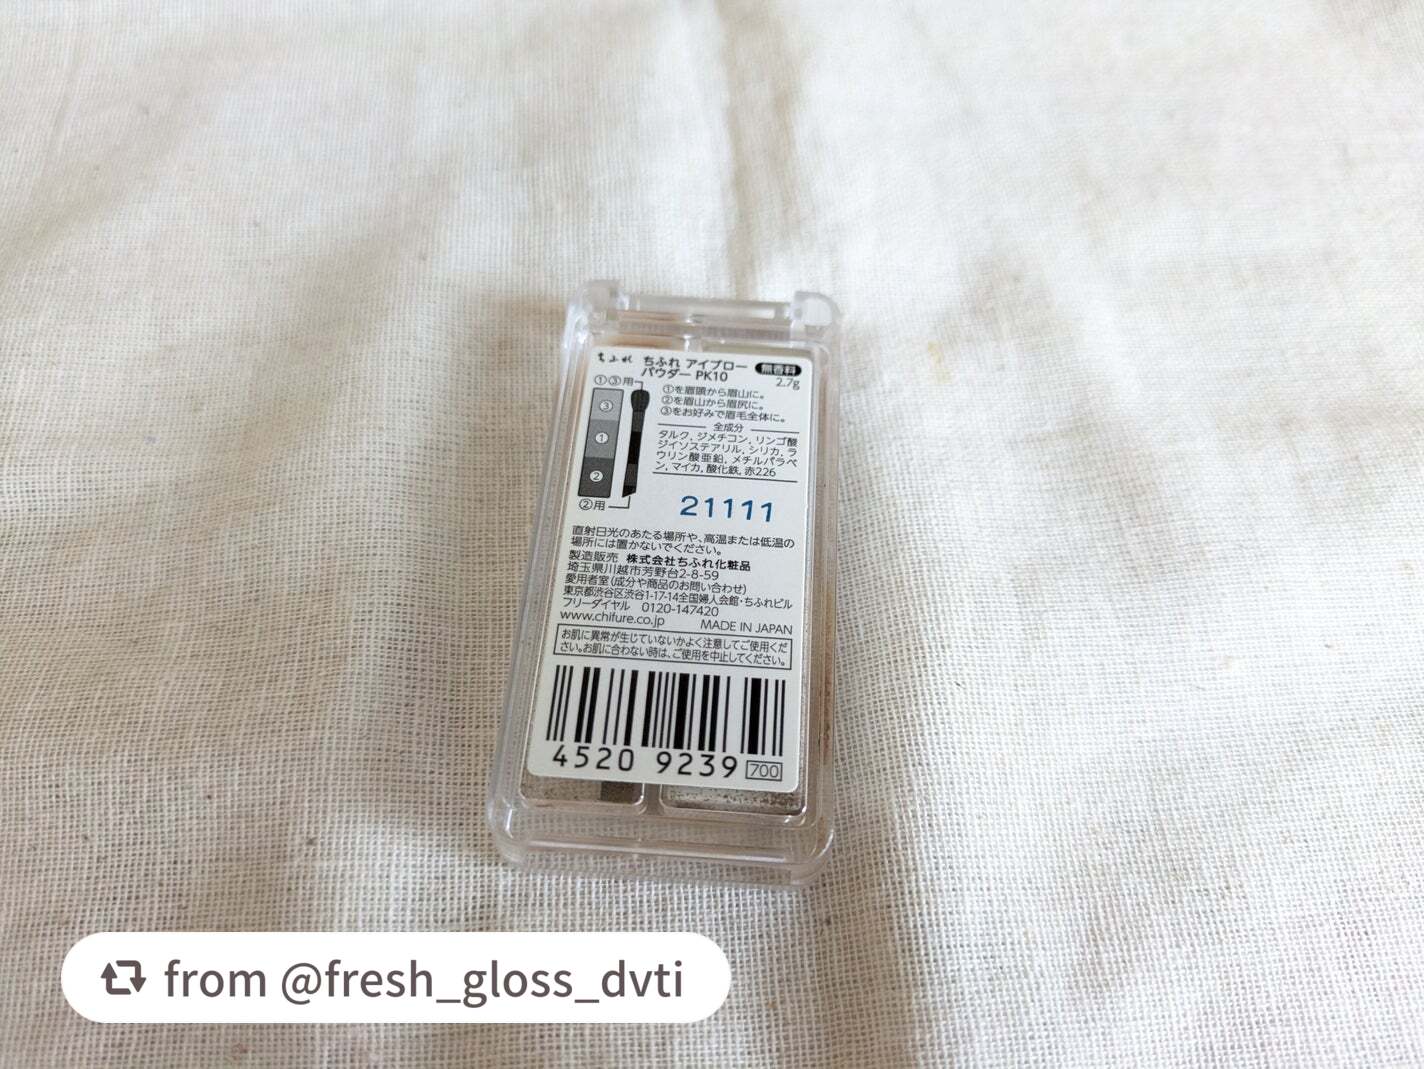 ちふれ ちふれ アイブロー 無香料
パウダー PK10 2.7g
①③用
①を眉頭から眉山に。
②を眉山から眉尻に。
③をお好みで眉毛全体に。
③
①
②
②用
全成分
タルク, ジメチコン, リンゴ酸
ジイソステアリル, シリカ, ラ
ウリン酸亜鉛, メチルパラベ
ン, マイカ, 酸化鉄, 赤226
21111
直射日光のあたる場所や、高温または低温の
場所には置かないでください。
製造販売 株式会社ちふれ化粧品
埼玉県川越市芳野台2-8-59
愛用者室(成分や商品のお問い合わせ)
東京都渋谷区渋谷1-17-14全国婦人会館・ちふれビル
フリーダイヤル 0120-147420
www.chifure.co.jp MADE IN JAPAN
お肌に異常が生じていないかよく注意してご使用くだ
さい。お肌に合わない時は、ご使用を中止してください。
4520 9239 700
from @fresh_gloss_dvti